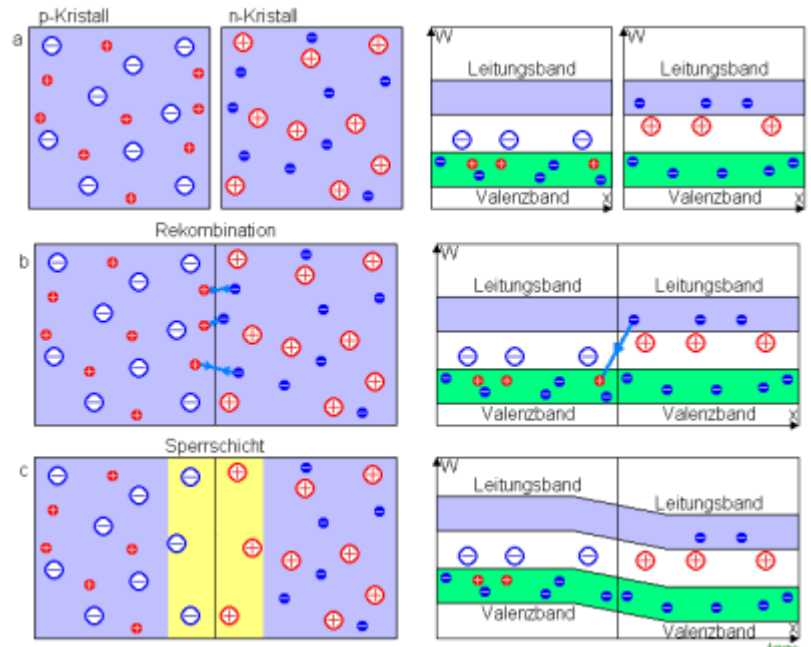 p-Kristall n-Kristall
a
W W
Leitungsband Leitungsband
Valenzband Valenzband
x x
Rekombination
b
W
Leitungsband Leitungsband
Valenzband Valenzband
x
Sperrschicht
c
W
Leitungsband
Leitungsband
Valenzband
Valenzband
x